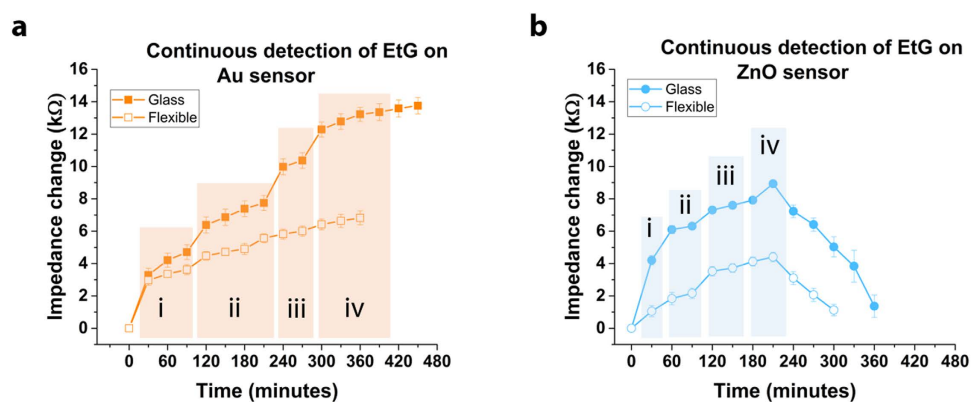 a
Continuous detection of EtG on
Au sensor
Impedance change (kΩ)
16
14
12
10
8
6
4
2
0
Glass
Flexible
i
ii
iii
iv
0 60 120 180 240 300 360 420 480
Time (minutes)
b
Continuous detection of EtG on
ZnO sensor
Impedance change (kΩ)
16
14
12
10
8
6
4
2
0
Glass
Flexible
i
ii
iii
iv
0 60 120 180 240 300 360 420 480
Time (minutes)